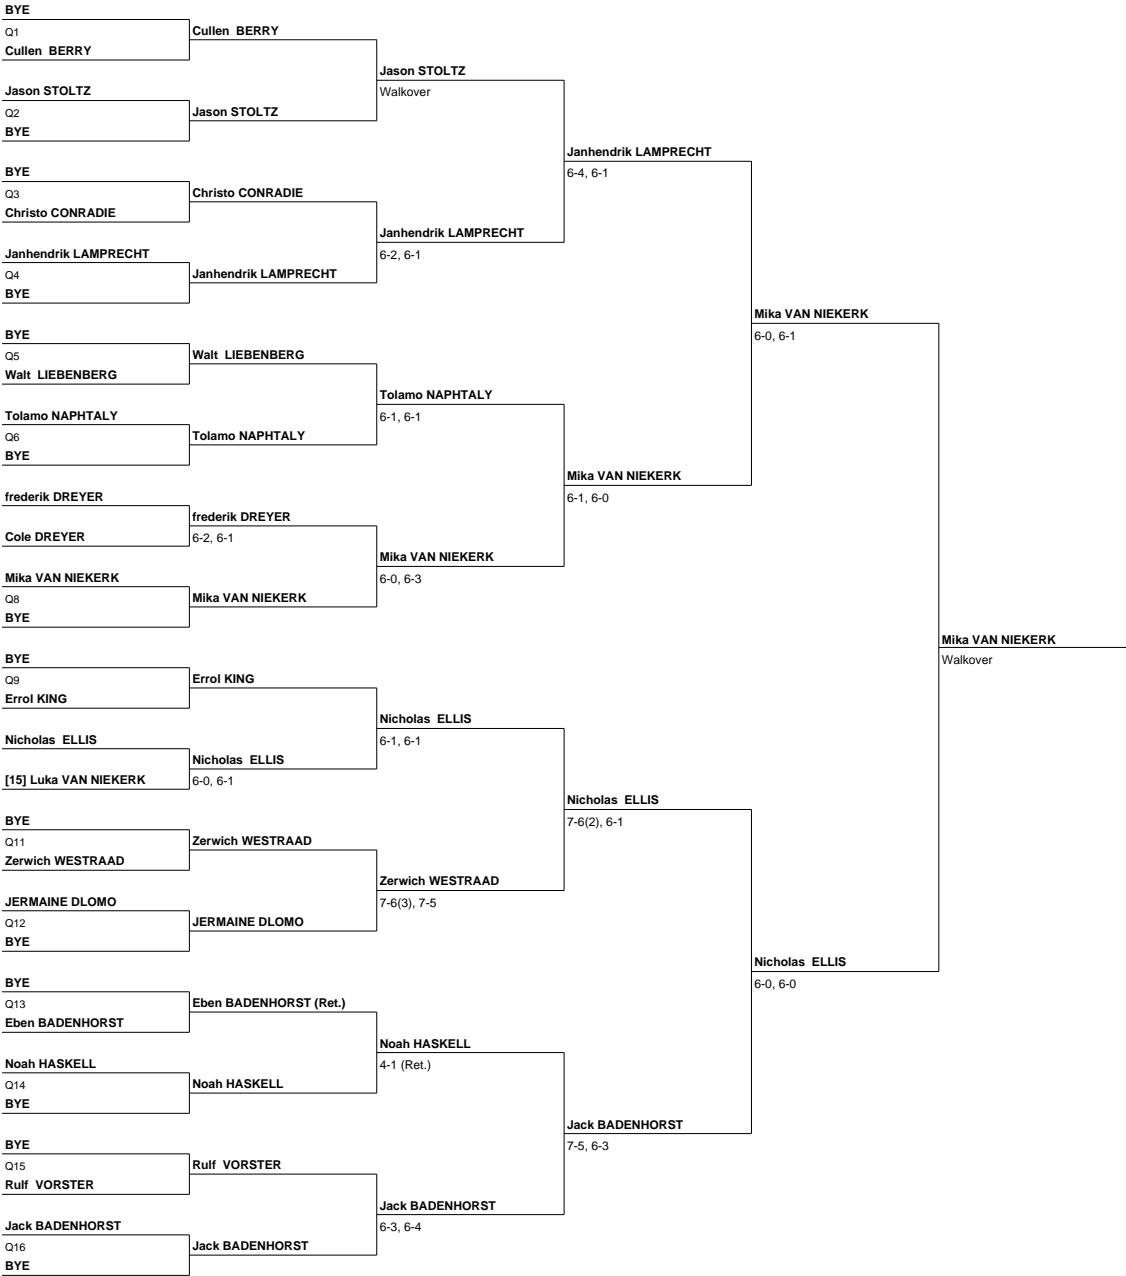 BYE
Q1
Cullen BERRY
Jason STOLTZ
Q2
BYE
BYE
Q3
Christo CONRADIE
Janhendrik LAMPRECHT
Q4
BYE
BYE
Q5
Walt LIEBENBERG
Tolamo NAPHTALY
Q6
BYE
frederik DREYER
Cole DREYER
Mika VAN NIEKERK
Q8
BYE
BYE
Q9
Errol KING
Nicholas ELLIS
[15] Luka VAN NIEKERK
BYE
Q11
Zerwich WESTRAAD
JERMAINE DLOMO
Q12
BYE
BYE
Q13
Eben BADENHORST
Noah HASKELL
Q14
BYE
BYE
Q15
Rulf VORSTER
Jack BADENHORST
Q16
BYE
Cullen BERRY
Jason STOLTZ
Christo CONRADIE
Janhendrik LAMPRECHT
Walt LIEBENBERG
Tolamo NAPHTALY
frederik DREYER
6-2, 6-1
Mika VAN NIEKERK
Errol KING
Nicholas ELLIS
6-0, 6-1
Zerwich WESTRAAD
JERMAINE DLOMO
Eben BADENHORST (Ret.)
Noah HASKELL
Rulf VORSTER
Jack BADENHORST
Jason STOLTZ
Walkover
Janhendrik LAMPRECHT
6-2, 6-1
Tolamo NAPHTALY
6-1, 6-1
Mika VAN NIEKERK
6-0, 6-3
Nicholas ELLIS
6-1, 6-1
Zerwich WESTRAAD
7-6(3), 7-5
Noah HASKELL
4-1 (Ret.)
Jack BADENHORST
6-3, 6-4
Janhendrik LAMPRECHT
6-4, 6-1
Mika VAN NIEKERK
6-1, 6-0
Nicholas ELLIS
7-6(2), 6-1
Jack BADENHORST
7-5, 6-3
Mika VAN NIEKERK
6-0, 6-1
Nicholas ELLIS
6-0, 6-0
Mika VAN NIEKERK
Walkover